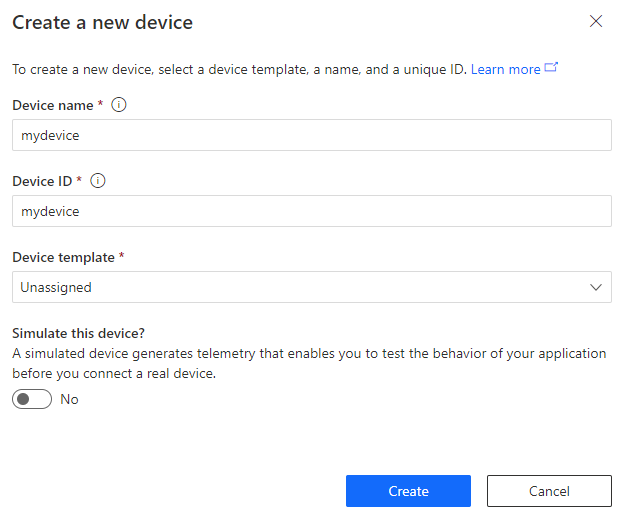 Create a new device
To create a new device, select a device template, a name, and a unique ID. Learn more
Device name *
mydevice
Device ID *
mydevice
Device template *
Unassigned
Simulate this device?
A simulated device generates telemetry that enables you to test the behavior of your application
before you connect a real device.
No
Create Cancel